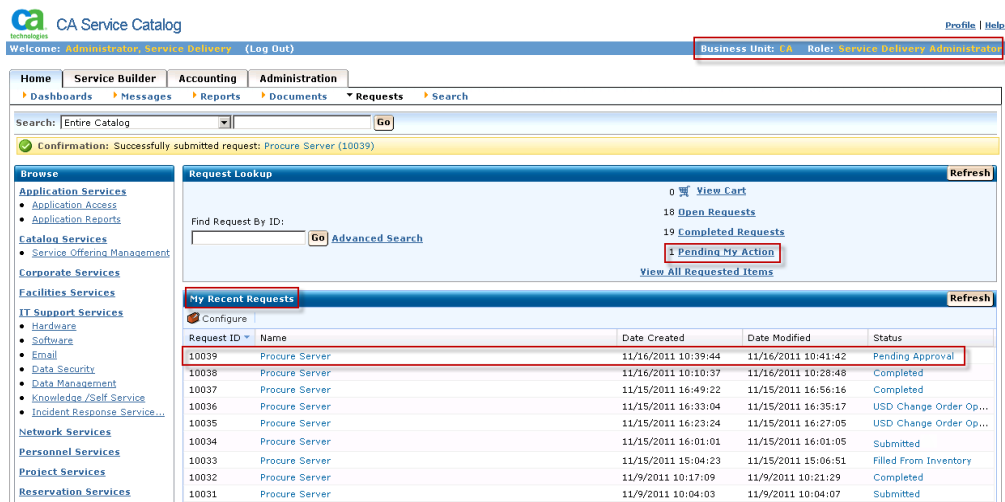 ca
technologies
CA Service Catalog
Profile | Help
Welcome: Administrator, Service Delivery (Log Out)
Business Unit: CA Role: Service Delivery Administrator
Home Service Builder Accounting Administration
Dashboards Messages Reports Documents Requests Search
Search: Entire Catalog Go
Confirmation: Successfully submitted request: Procure Server (10039)
Browse
Application Services
Application Access
Application Reports
Catalog Services
Service Offering Management
Corporate Services
Facilities Services
IT Support Services
Hardware
Software
Email
Data Security
Data Management
Knowledge /Self Service
Incident Response Service...
Network Services
Personnel Services
Project Services
Reservation Services
Request Lookup Refresh
Find Request By ID:
Go Advanced Search
0 View Cart
18 Open Requests
19 Completed Requests
1 Pending My Action
View All Requested Items
My Recent Requests Refresh
Configure
Request ID Name Date Created Date Modified Status
10039 Procure Server 11/16/2011 10:39:44 11/16/2011 10:41:42 Pending Approval
10038 Procure Server 11/16/2011 10:10:37 11/16/2011 10:28:48 Completed
10037 Procure Server 11/15/2011 16:49:22 11/15/2011 16:56:16 Completed
10036 Procure Server 11/15/2011 16:33:04 11/15/2011 16:35:17 USD Change Order Op...
10035 Procure Server 11/15/2011 16:23:24 11/15/2011 16:27:05 USD Change Order Op...
10034 Procure Server 11/15/2011 16:01:01 11/15/2011 16:01:05 Submitted
10033 Procure Server 11/15/2011 15:04:23 11/15/2011 15:06:51 Filled From Inventory
10032 Procure Server 11/9/2011 10:17:09 11/9/2011 10:21:29 Completed
10031 Procure Server 11/9/2011 10:04:03 11/9/2011 10:04:07 Submitted